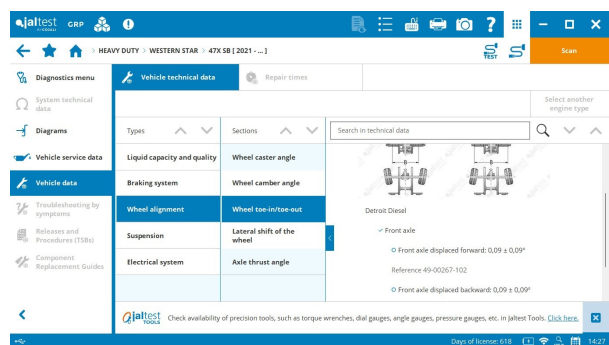 jaltest GRP
BY COJALI
?
HEAVY DUTY > WESTERN STAR > 47X SB [ 2021 - ... ]
TEST
Scan
Diagnostics menu
System technical data
Diagrams
Vehicle service data
Vehicle data
Troubleshooting by symptoms
Releases and Procedures (TSBs)
Component Replacement Guides
Vehicle technical data
Repair times
Select another engine type
Types
Liquid capacity and quality
Braking system
Wheel alignment
Suspension
Electrical system
Sections
Wheel caster angle
Wheel camber angle
Wheel toe-in/toe-out
Lateral shift of the wheel
Axle thrust angle
Search in technical data
B
B
Detroit Diesel
Front axle
Front axle displaced forward: 0,09 ± 0,09°
Reference 49-00267-102
Front axle displaced backward: 0,09 ± 0,09°
jaltest TOOLS
Check availability of precision tools, such as torque wrenches, dial gauges, angle gauges, pressure gauges, etc. in Jaltest Tools. Click here.
Days of license: 618
14:27